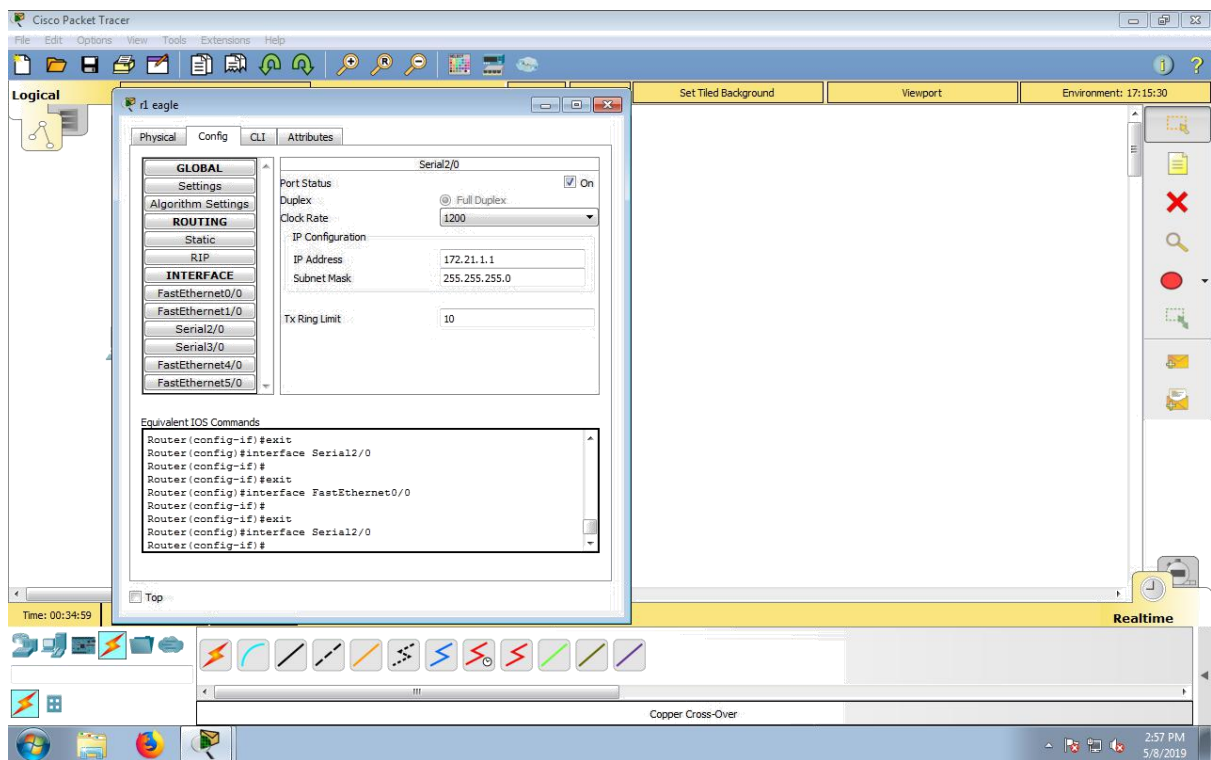 Cisco Packet Tracer
File Edit Options View Tools Extensions Help
Logical
Set Tiled Background
Viewport
Environment: 17:15:30
r1 eagle
Physical Config CLI Attributes
GLOBAL
Settings
Algorithm Settings
ROUTING
Static
RIP
INTERFACE
FastEthernet0/0
FastEthernet1/0
Serial2/0
Serial3/0
FastEthernet4/0
FastEthernet5/0
Serial2/0
Port Status On
Duplex Full Duplex
Clock Rate 1200
IP Configuration
IP Address 172.21.1.1
Subnet Mask 255.255.255.0
Tx Ring Limit 10
Equivalent IOS Commands
Router(config-if)#exit
Router(config)#interface Serial2/0
Router(config-if)#
Router(config-if)#exit
Router(config)#interface FastEthernet0/0
Router(config-if)#
Router(config-if)#exit
Router(config)#interface Serial2/0
Router(config-if)#
Top
Time: 00:34:59
Realtime
Copper Cross-Over
2:57 PM
5/8/2019